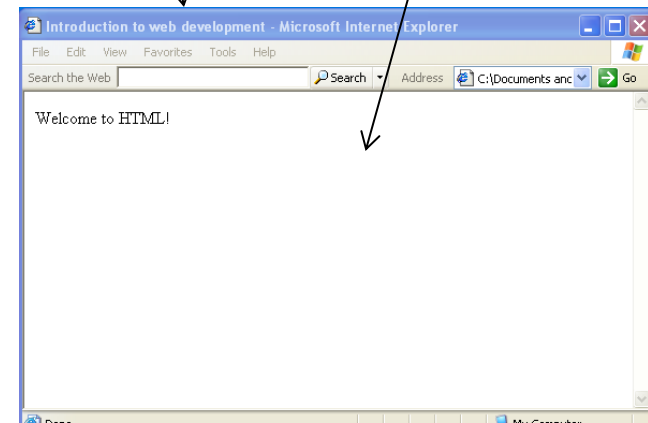 Introduction to web development - Microsoft Internet Explorer
File Edit View Favorites Tools Help
Search the Web Search Address C:\Documents anc Go
Welcome to HTML!
Done My Computer